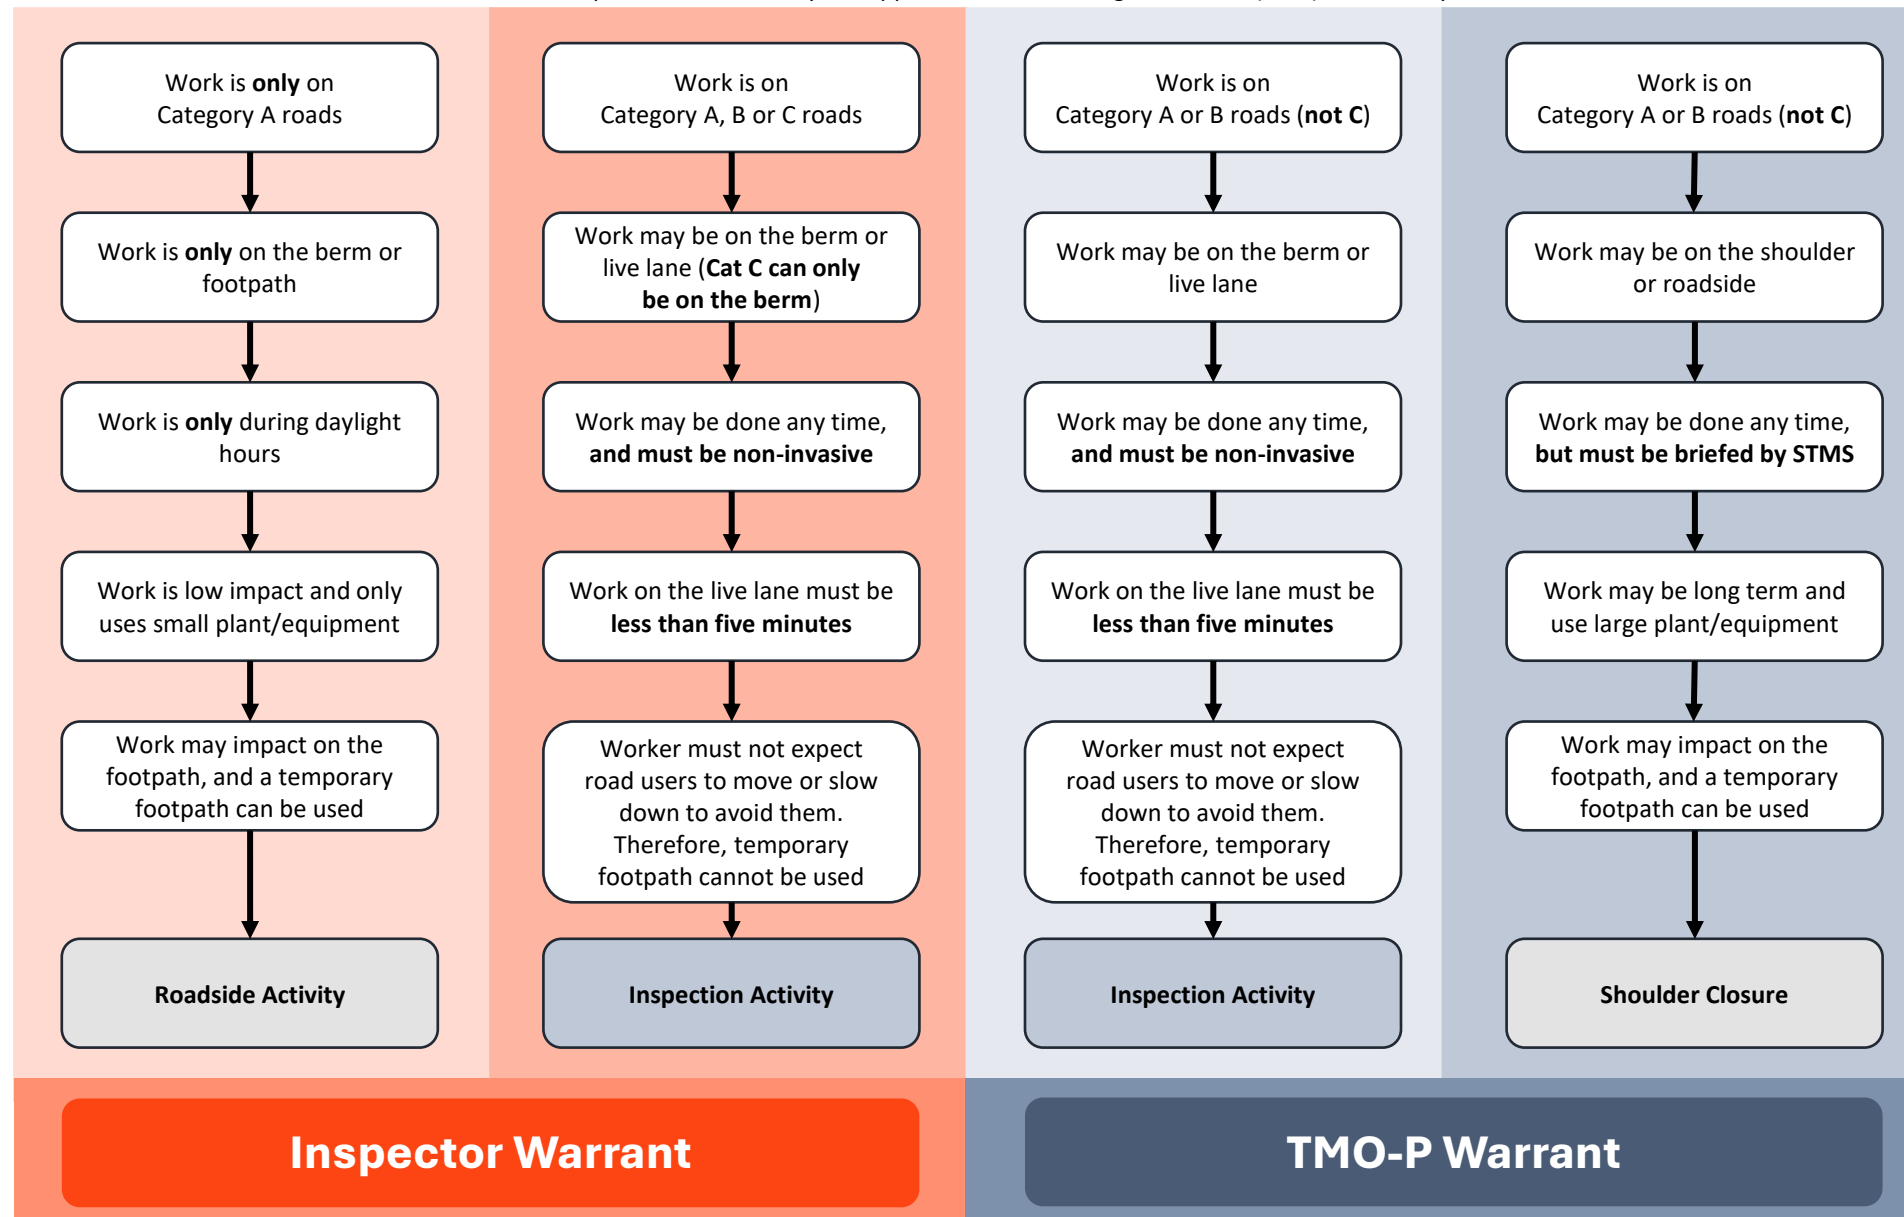 Work is only on
Category A roads
Work is only on the berm or
footpath
Work is only during daylight
hours
Work is low impact and only
uses small plant/equipment
Work may impact on the
footpath, and a temporary
footpath can be used
Roadside Activity
Work is on
Category A, B or C roads
Work may be on the berm or
live lane (Cat C can only
be on the berm)
Work may be done any time,
and must be non-invasive
Work on the live lane must be
less than five minutes
Worker must not expect
road users to move or slow
down to avoid them.
Therefore, temporary
footpath cannot be used
Inspection Activity
Inspector Warrant
Work is on
Category A or B roads (not C)
Work may be on the berm or
live lane
Work may be done any time,
and must be non-invasive
Work on the live lane must be
less than five minutes
Worker must not expect
road users to move or slow
down to avoid them.
Therefore, temporary
footpath cannot be used
Inspection Activity
Work is on
Category A or B roads (not C)
Work may be on the shoulder
or roadside
Work may be done any time,
but must be briefed by STMS
Work may be long term and
use large plant/equipment
Work may impact on the
footpath, and a temporary
footpath can be used
Shoulder Closure
TMO-P Warrant